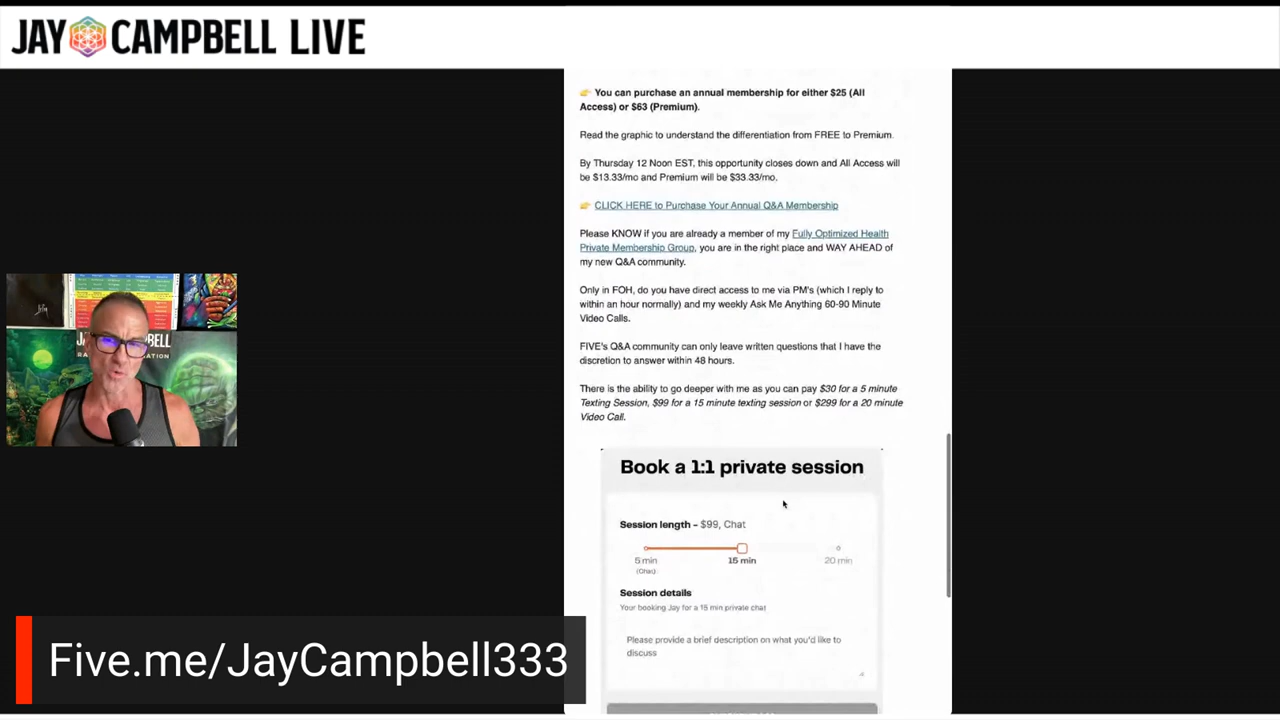 JAY CAMPBELL LIVE
👉 You can purchase an annual membership for either $25 (All
Access) or $63 (Premium).
Read the graphic to understand the differentiation from FREE to Premium.
By Thursday 12 Noon EST, this opportunity closes down and All Access will
be $13.33/mo and Premium will be $33.33/mo.
👉 CLICK HERE to Purchase Your Annual Q&A Membership
Please KNOW if you are already a member of my Fully Optimized Health
Private Membership Group, you are in the right place and WAY AHEAD of
my new Q&A community.
Only in FOH, do you have direct access to me via PM's (which I reply to
within an hour normally) and my weekly Ask Me Anything 60-90 Minute
Video Calls.
FIVE's Q&A community can only leave written questions that I have the
discretion to answer within 48 hours.
There is the ability to go deeper with me as you can pay $30 for a 5 minute
Texting Session, $99 for a 15 minute texting session or $299 for a 20 minute
Video Call.
Book a 1:1 private session
Session length - $99, Chat
5 min 15 min 20 min
(Chat)
Session details
Your booking Jay for a 15 min private chat
Please provide a brief description on what you'd like to
discuss
Five.me/JayCampbell333